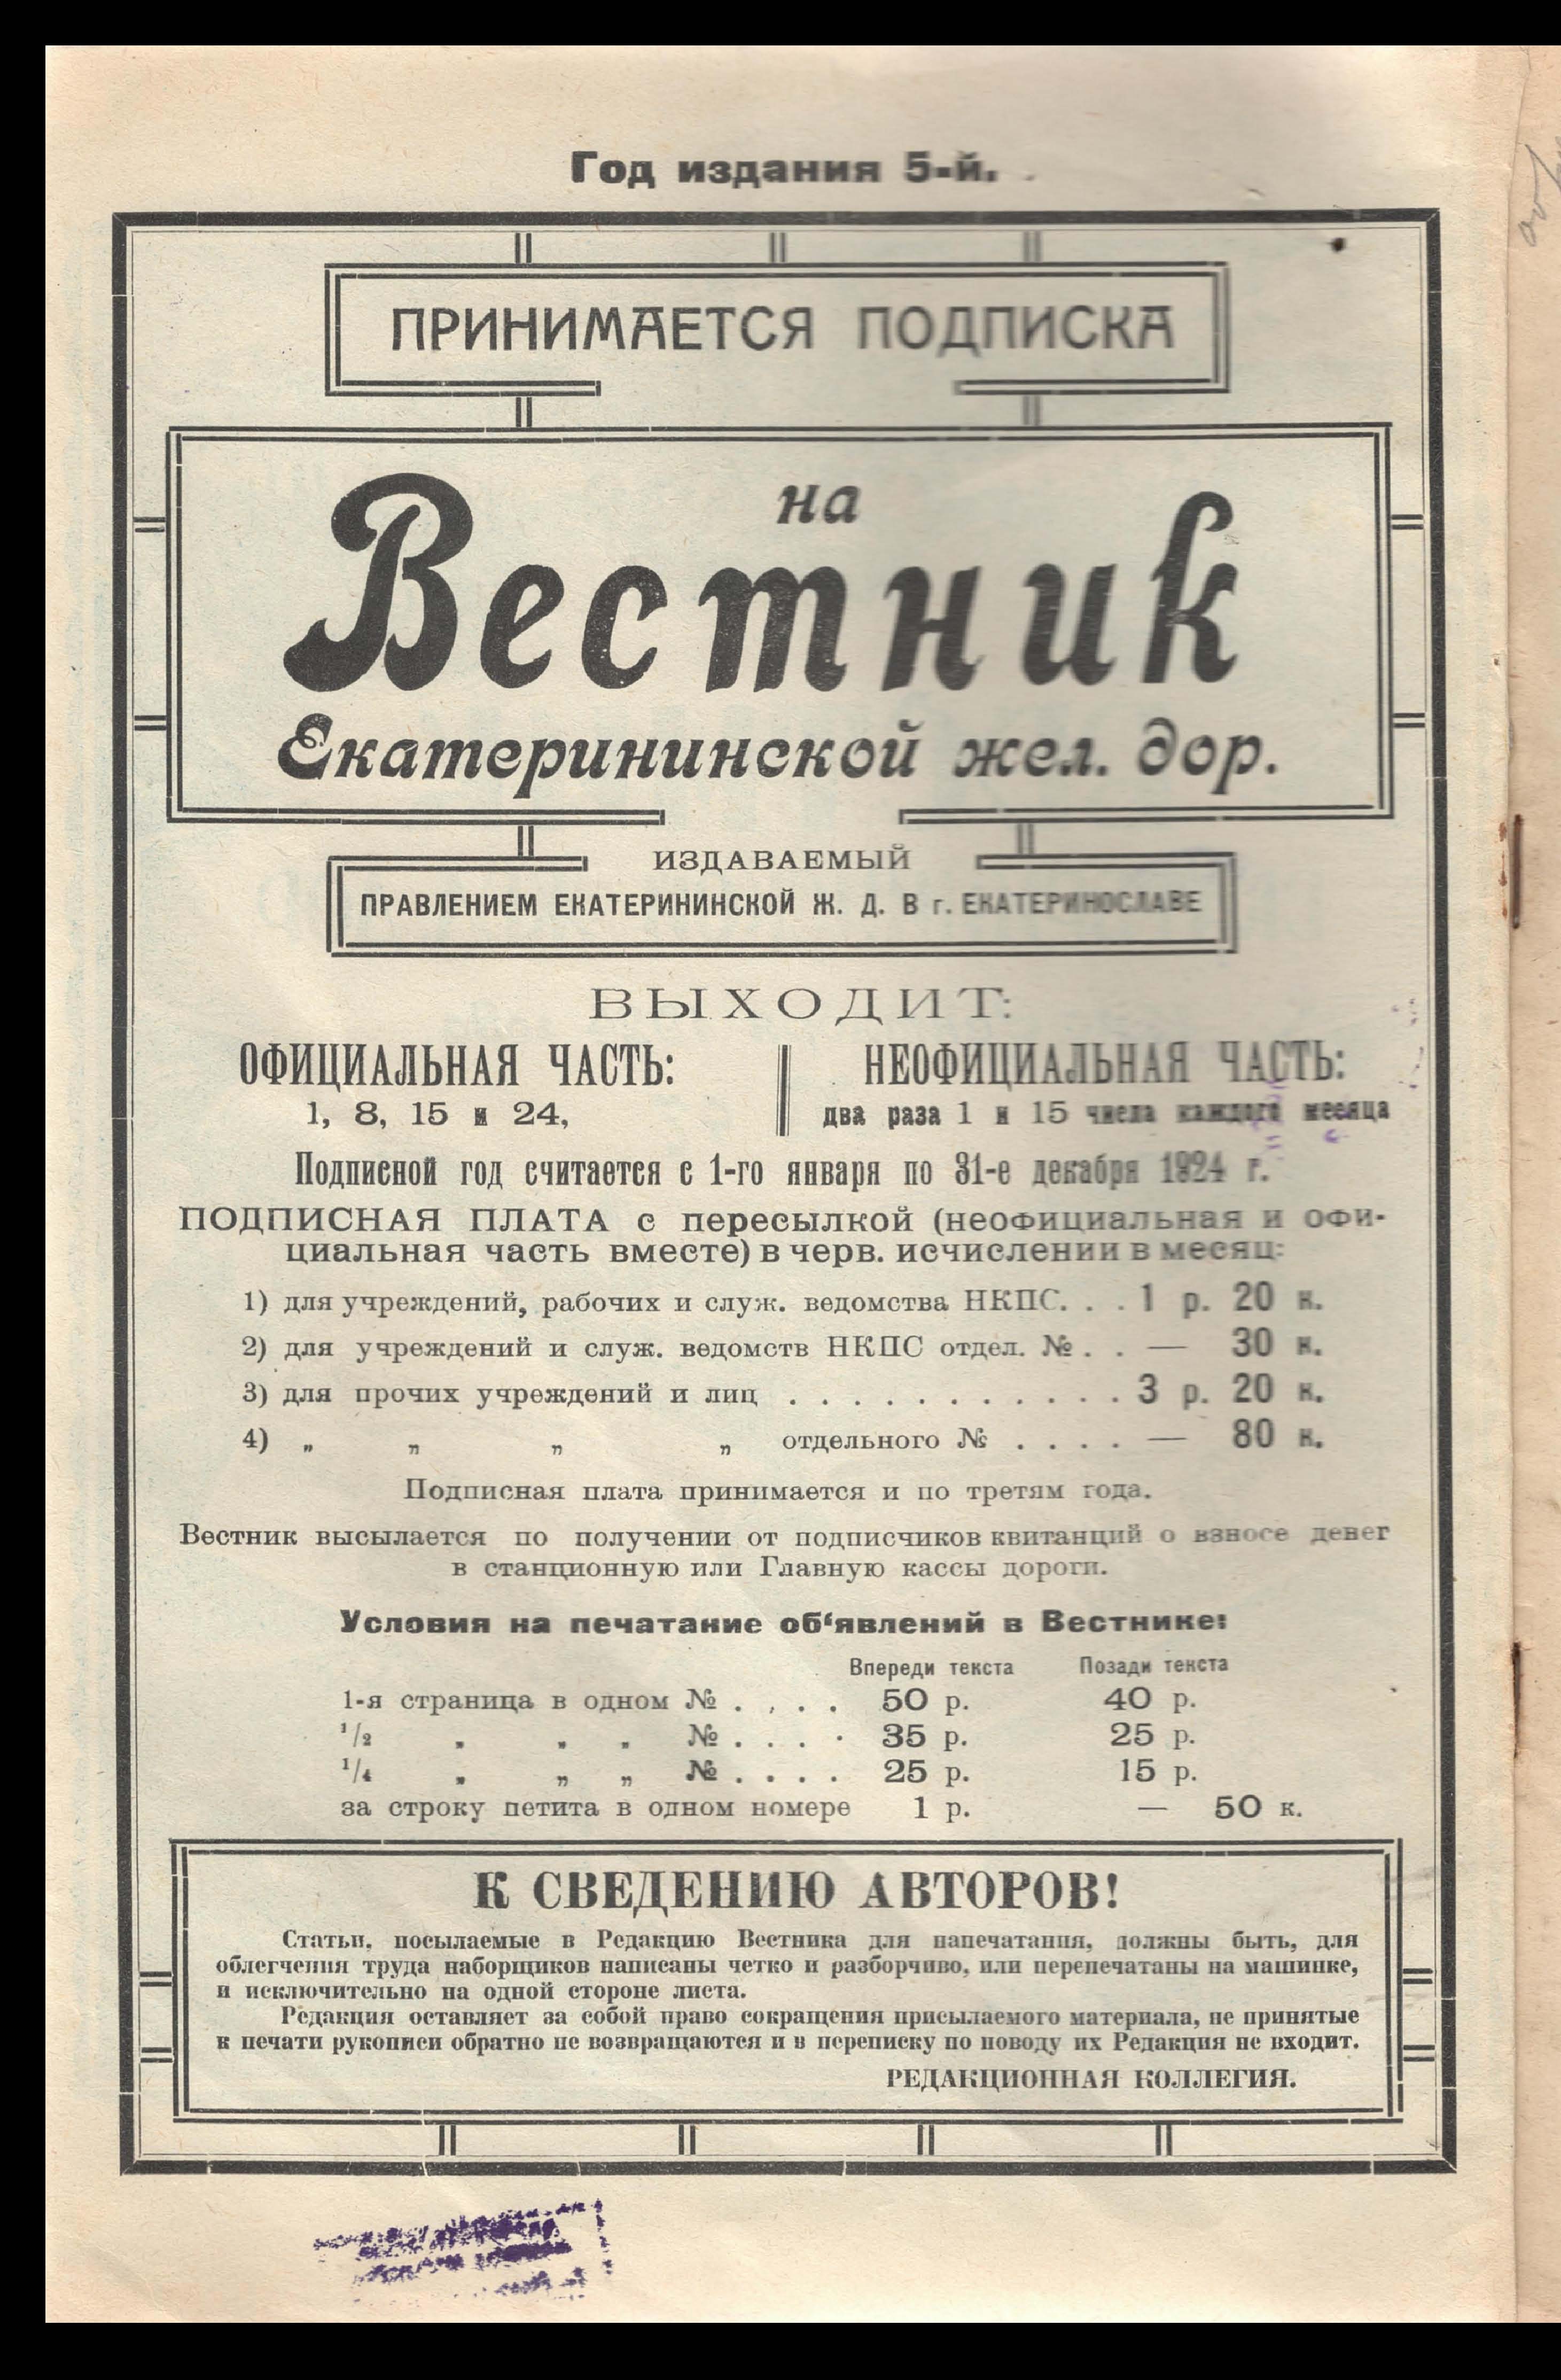 Год издания 5-й.
ПРИНИМАЕТСЯ ПОДПИСКА
на
Вестник
Екатерининской жел. дор.
ИЗДАВАЕМЫЙ
ПРАВЛЕНИЕМ ЕКАТЕРИНИНСКОЙ Ж. Д. В г. ЕКАТЕРИНОСЛАВЕ
ВЫХОДИТ:
ОФИЦИАЛЬНАЯ ЧАСТЬ:
1, 8, 15 и 24,
НЕОФИЦИАЛЬНАЯ ЧАСТЬ:
два раза 1 и 15 числа каждого месяца
Подписной год считается с 1-го января по 31-е декабря 1924 г.
ПОДПИСНАЯ ПЛАТА с пересылкой (неофициальная и офи-
циальная часть вместе) в черв. исчислении в месяц:
1) для учреждений, рабочих и служ. ведомства НКПС. . . 1 р. 20 к.
2) для учреждений и служ. ведомств НКПС отдел. № . . — 30 к.
3) для прочих учреждений и лиц . . . . . . . . . . . 3 р. 20 к.
4) „ „ „ „ отдельного № . . . . — 80 к.
Подписная плата принимается и по третям года.
Вестник высылается по получении от подписчиков квитанций о взносе денег
в станционную или Главную кассы дороги.
Условия на печатание об‘явлений в Вестнике:
Впереди текста Позади текста
1-я страница в одном № . . . . 50 р. 40 р.
1/2 „ „ „ № . . . . 35 р. 25 р.
1/4 „ „ „ № . . . . 25 р. 15 р.
за строку петита в одном номере 1 р. — 50 к.
К СВЕДЕНИЮ АВТОРОВ!
Статьи, посылаемые в Редакцию Вестника для напечатания, должны быть, для
облегчения труда наборщиков написаны четко и разборчиво, или перепечатаны на машинке,
и исключительно на одной стороне листа.
Редакция оставляет за собой право сокращения присылаемого материала, не принятые
к печати рукописи обратно не возвращаются и в переписку по поводу их Редакция не входит.
РЕДАКЦИОННАЯ КОЛЛЕГИЯ.